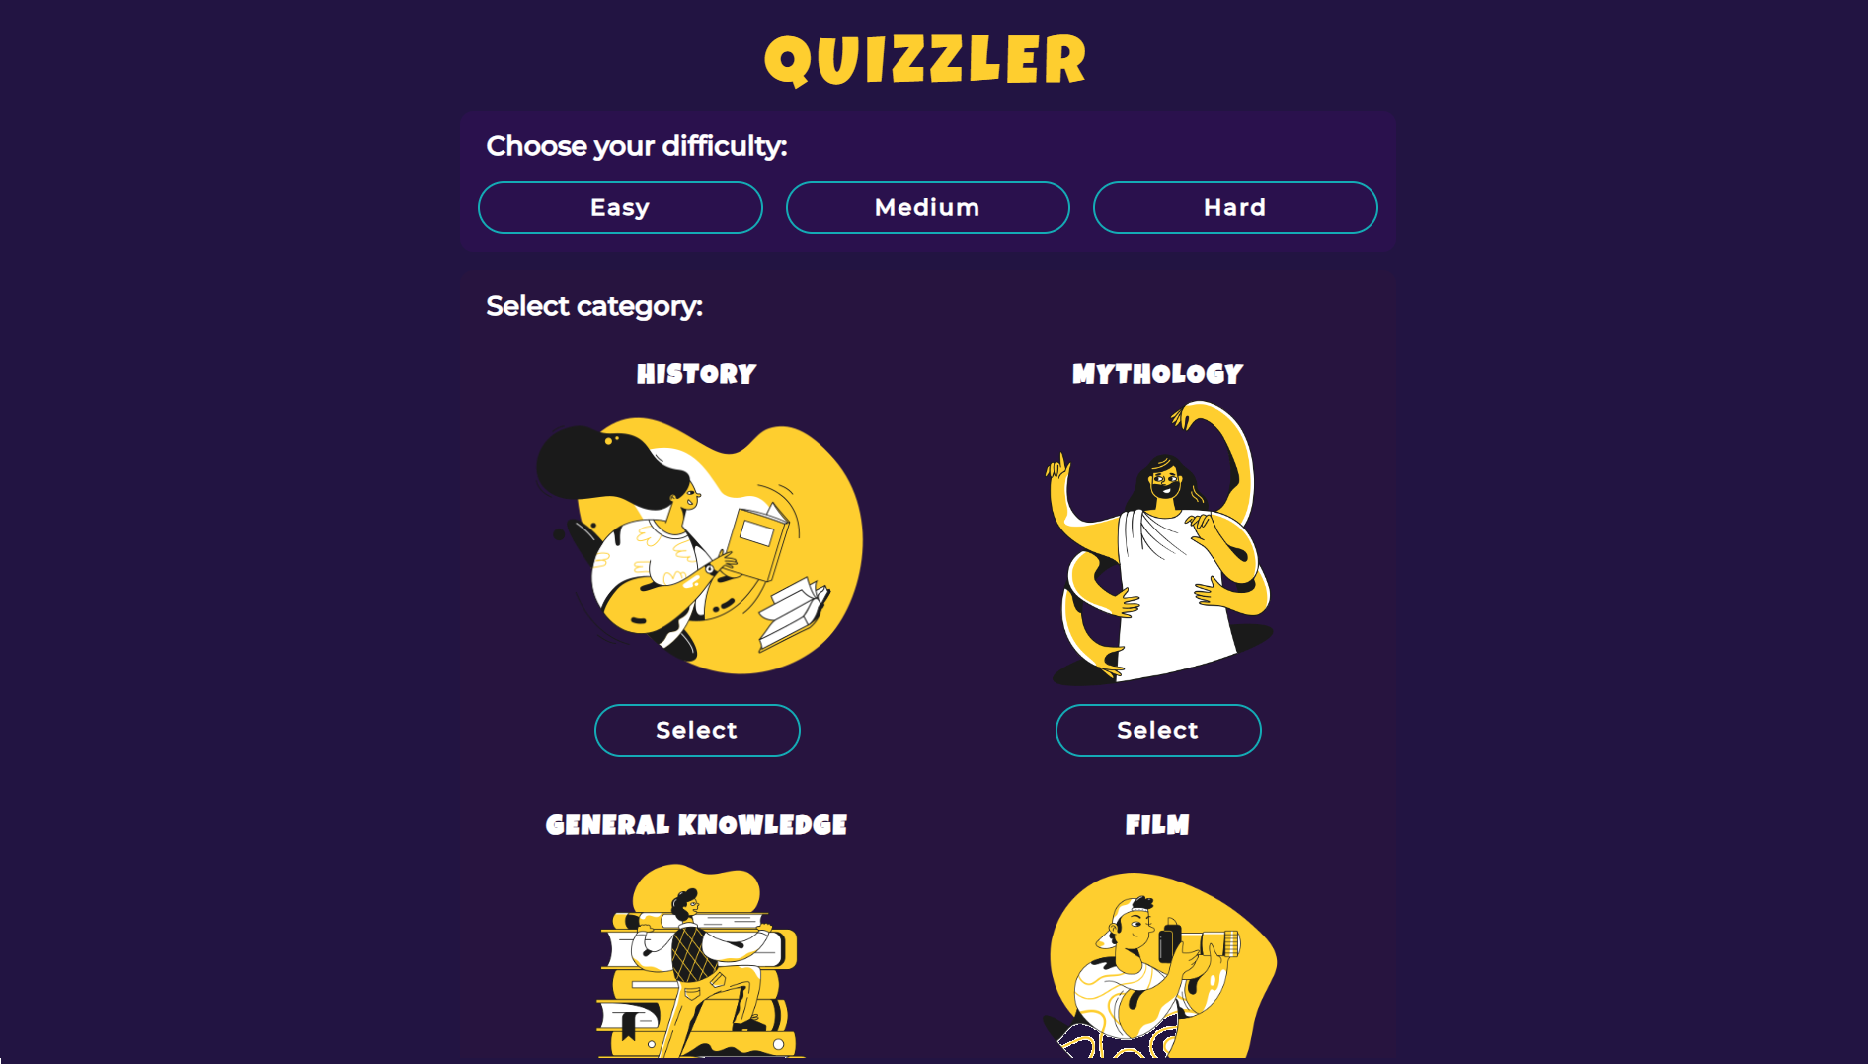 QUIZZLER
Choose your difficulty:
Easy
Medium
Hard
Select category:
HISTORY
MYTHOLOGY
Select
Select
GENERAL KNOWLEDGE
FILM